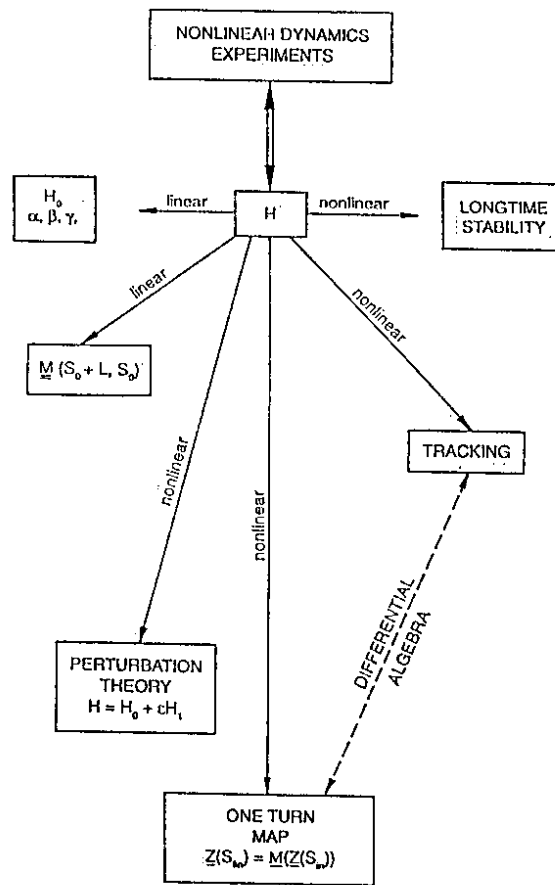 NONLINEAR DYNAMICS
EXPERIMENTS
H₀
α, β, γ,
linear
H
nonlinear
LONGTIME
STABILITY
linear
nonlinear
M (S₀ + L, S₀)
TRACKING
nonlinear
nonlinear
DIFFERENTIAL
ALGEBRA
PERTURBATION
THEORY
H = H₀ + εH₁
ONE TURN
MAP
Z(S) = M(Z(S))